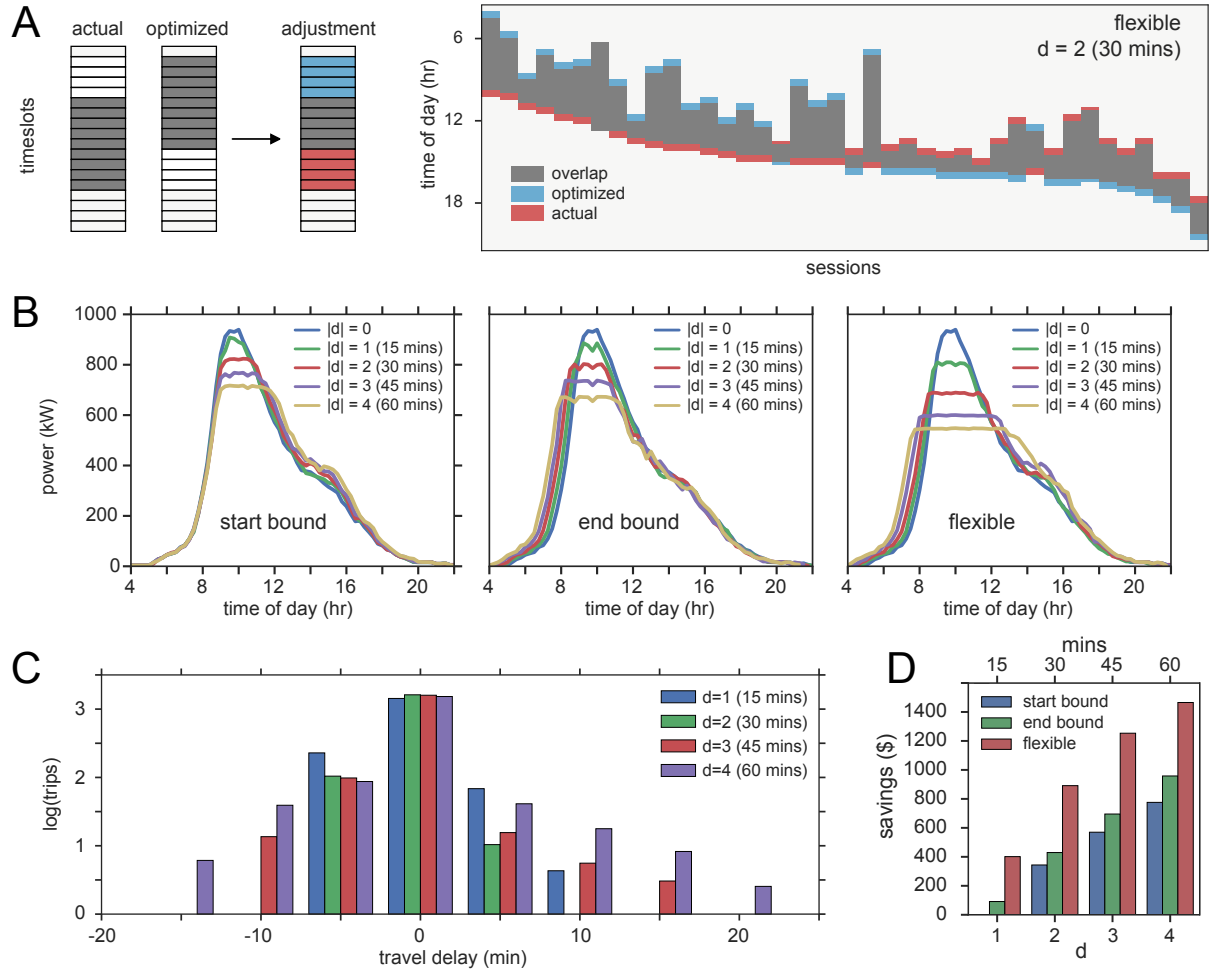 A
actual optimized adjustment
timeslots
flexible
d = 2 (30 mins)
time of day (hr)
6
12
18
overlap
optimized
actual
sessions
B
power (kW)
1000
800
600
400
200
0
|d| = 0
|d| = 1 (15 mins)
|d| = 2 (30 mins)
|d| = 3 (45 mins)
|d| = 4 (60 mins)
start bound
4 8 12 16 20
time of day (hr)
|d| = 0
|d| = 1 (15 mins)
|d| = 2 (30 mins)
|d| = 3 (45 mins)
|d| = 4 (60 mins)
end bound
4 8 12 16 20
time of day (hr)
|d| = 0
|d| = 1 (15 mins)
|d| = 2 (30 mins)
|d| = 3 (45 mins)
|d| = 4 (60 mins)
flexible
4 8 12 16 20
time of day (hr)
C
log(trips)
3
2
1
0
d=1 (15 mins)
d=2 (30 mins)
d=3 (45 mins)
d=4 (60 mins)
-20 -10 0 10 20
travel delay (min)
D
mins
15 30 45 60
savings ($)
1400
1200
1000
800
600
400
200
0
start bound
end bound
flexible
1 2 3 4
d